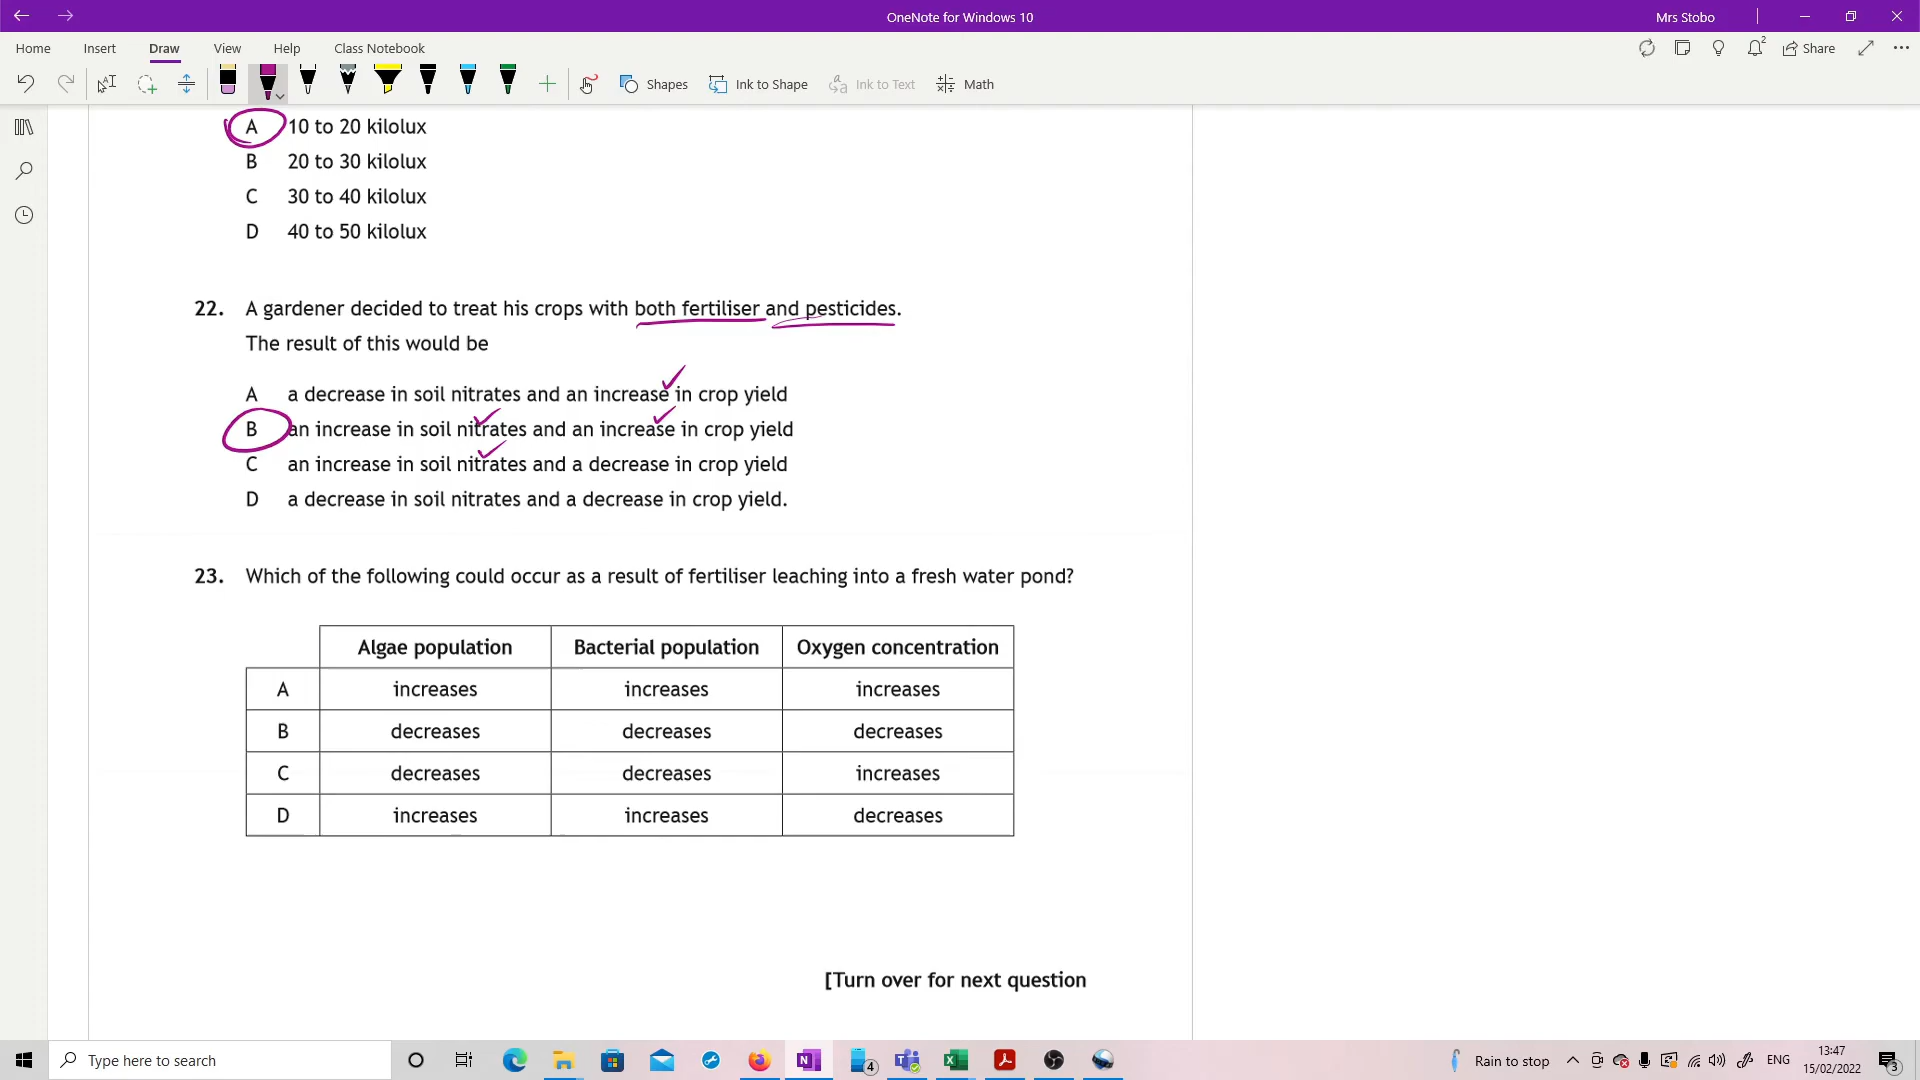 OneNote for Windows 10
Mrs Stobo
Home Insert Draw View Help Class Notebook
Share
Shapes Ink to Shape Ink to Text Math
A 10 to 20 kilolux
B 20 to 30 kilolux
C 30 to 40 kilolux
D 40 to 50 kilolux
22. A gardener decided to treat his crops with both fertiliser and pesticides.
The result of this would be
A a decrease in soil nitrates and an increase in crop yield
B an increase in soil nitrates and an increase in crop yield
C an increase in soil nitrates and a decrease in crop yield
D a decrease in soil nitrates and a decrease in crop yield.
23. Which of the following could occur as a result of fertiliser leaching into a fresh water pond?
Algae population Bacterial population Oxygen concentration
A increases increases increases
B decreases decreases decreases
C decreases decreases increases
D increases increases decreases
[Turn over for next question
Type here to search
4
Rain to stop
ENG
13:47
15/02/2022
3